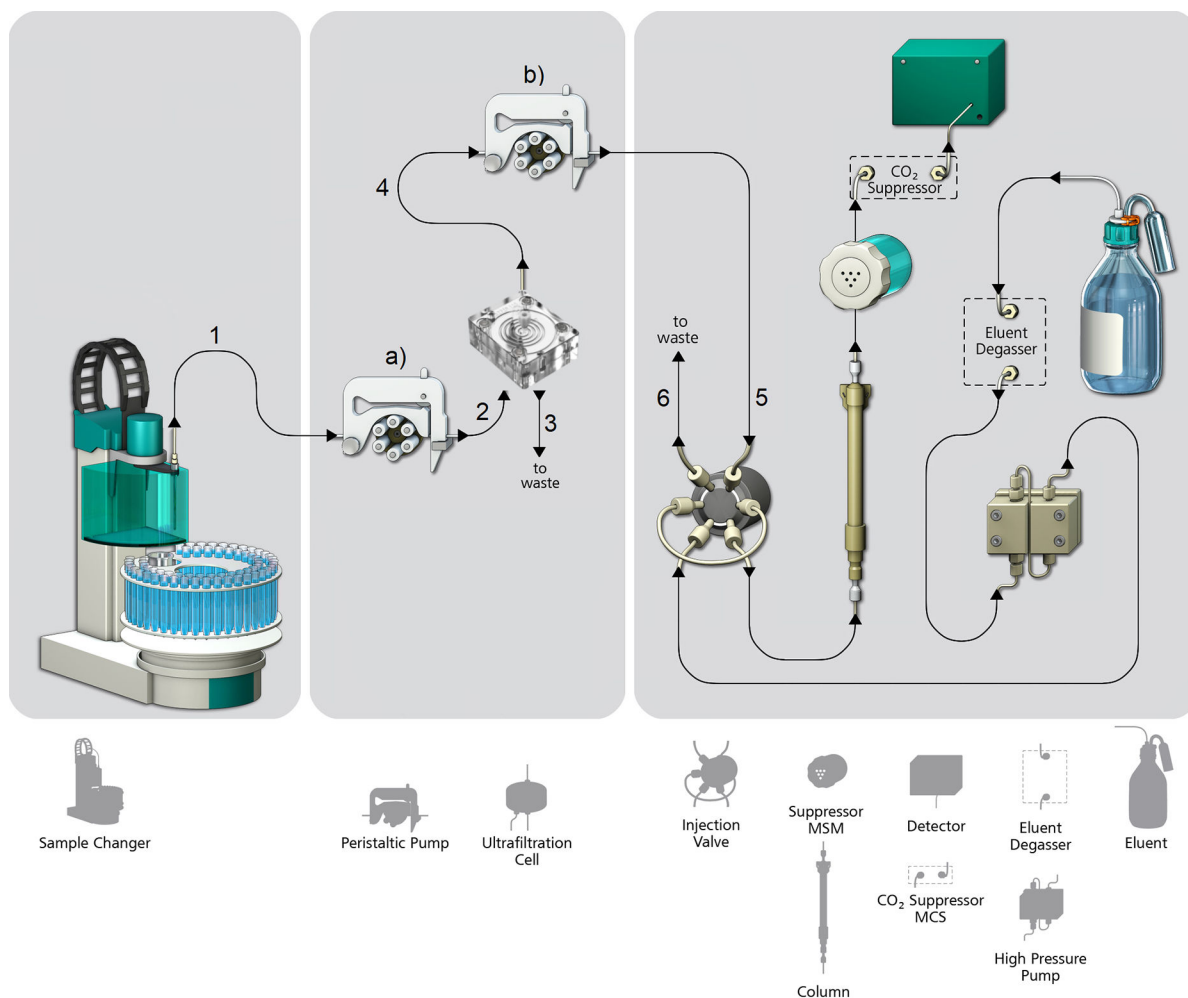 b)
CO2
Suppressor
4
1
to
waste
Eluent
Degasser
a)
6
5
2
3
to
waste
Sample Changer
Peristaltic Pump
Ultrafiltration
Cell
Injection
Valve
Suppressor
MSM
Detector
Eluent
Degasser
Eluent
CO2 Suppressor
MCS
High Pressure
Pump
Column